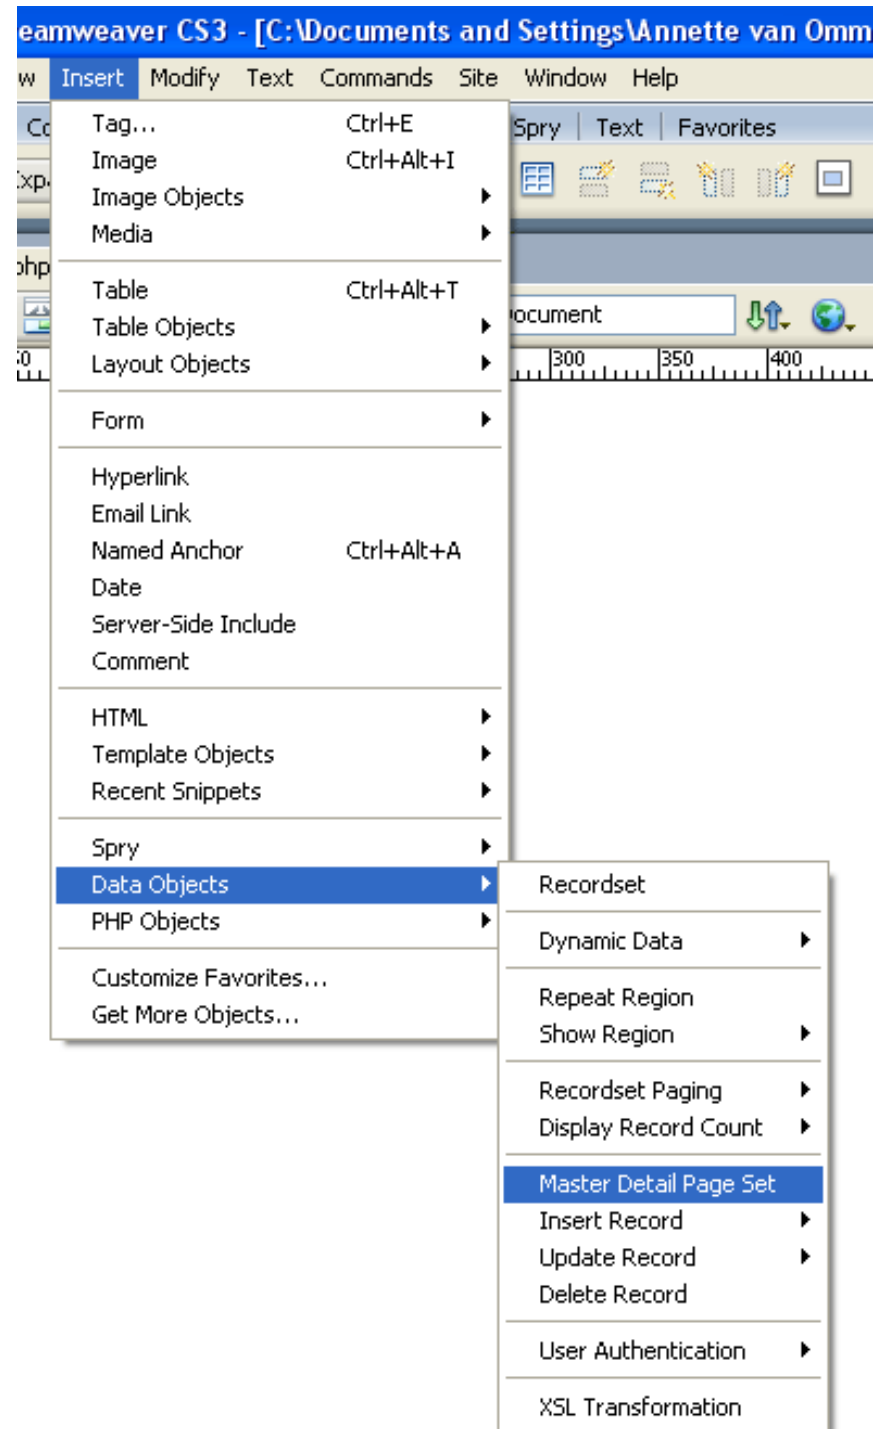 eamweaver CS3 - [C:\Documents and Settings\Annette van Omm
w Insert Modify Text Commands Site Window Help
Co Spry Text Favorites
Tag... Ctrl+E
Image Ctrl+Alt+I
Image Objects
Media
php
Table Ctrl+Alt+T
Table Objects
ocument
Layout Objects
300 350 400
Form
Hyperlink
Email Link
Named Anchor Ctrl+Alt+A
Date
Server-Side Include
Comment
HTML
Template Objects
Recent Snippets
Spry
Data Objects
PHP Objects
Customize Favorites...
Get More Objects...
Recordset
Dynamic Data
Repeat Region
Show Region
Recordset Paging
Display Record Count
Master Detail Page Set
Insert Record
Update Record
Delete Record
User Authentication
XSL Transformation